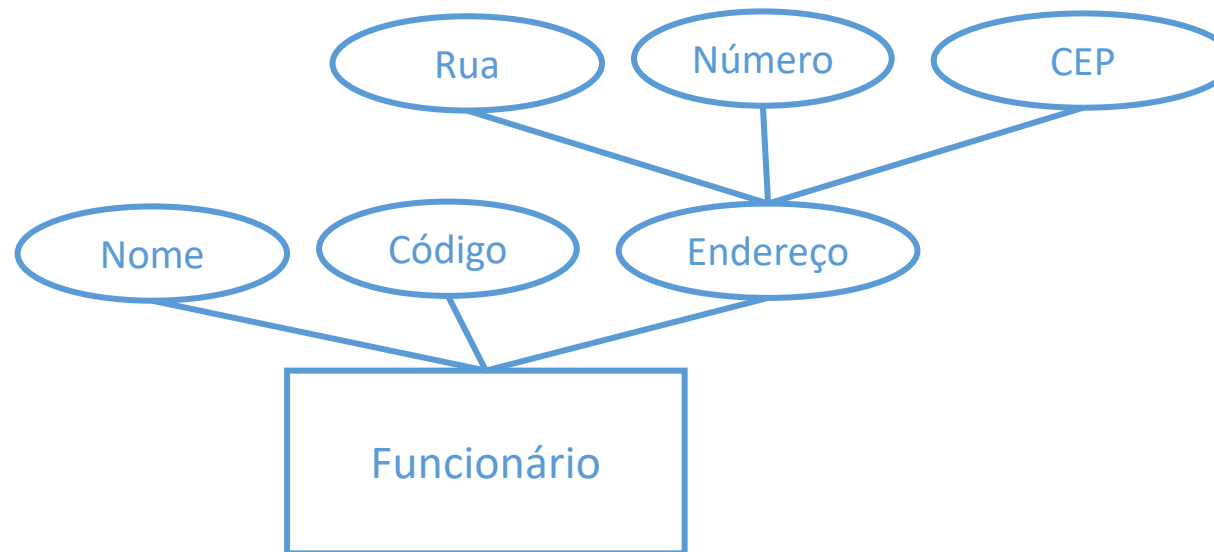 Rua
Número
CEP
Nome
Código
Endereço
Funcionário